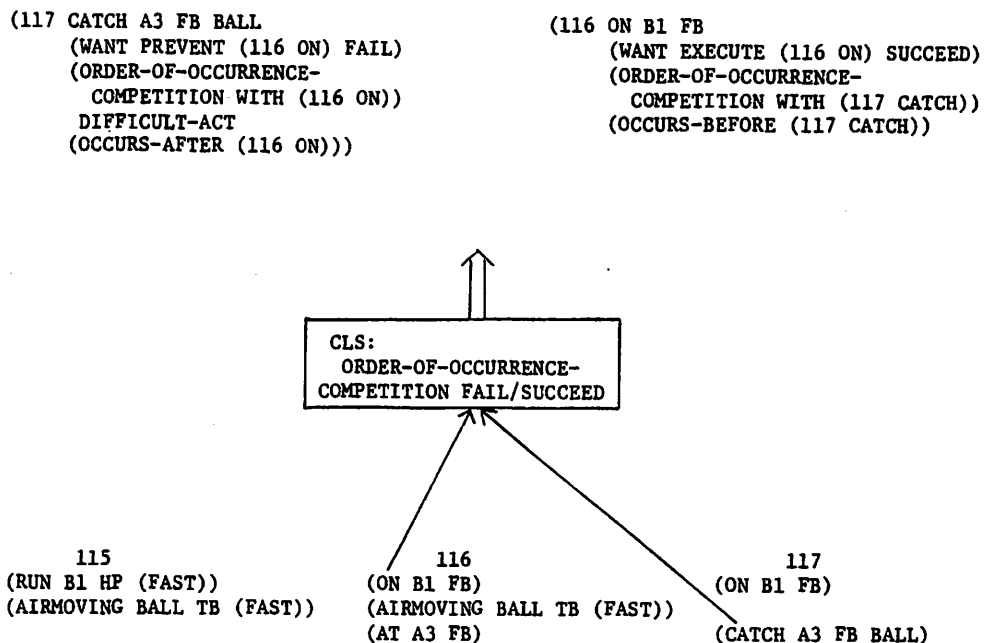 (117 CATCH A3 FB BALL
(WANT PREVENT (116 ON) FAIL)
(ORDER-OF-OCCURRENCE-
COMPETITION WITH (116 ON))
DIFFICULT-ACT
(OCCURS-AFTER (116 ON)))
(116 ON B1 FB
(WANT EXECUTE (116 ON) SUCCEED)
(ORDER-OF-OCCURRENCE-
COMPETITION WITH (117 CATCH))
(OCCURS-BEFORE (117 CATCH))
CLS:
ORDER-OF-OCCURRENCE-
COMPETITION FAIL/SUCCEED
115
(RUN B1 HP (FAST))
(AIRMOVING BALL TB (FAST))
116
(ON B1 FB)
(AIRMOVING BALL TB (FAST))
(AT A3 FB)
117
(ON B1 FB)
(CATCH A3 FB BALL)